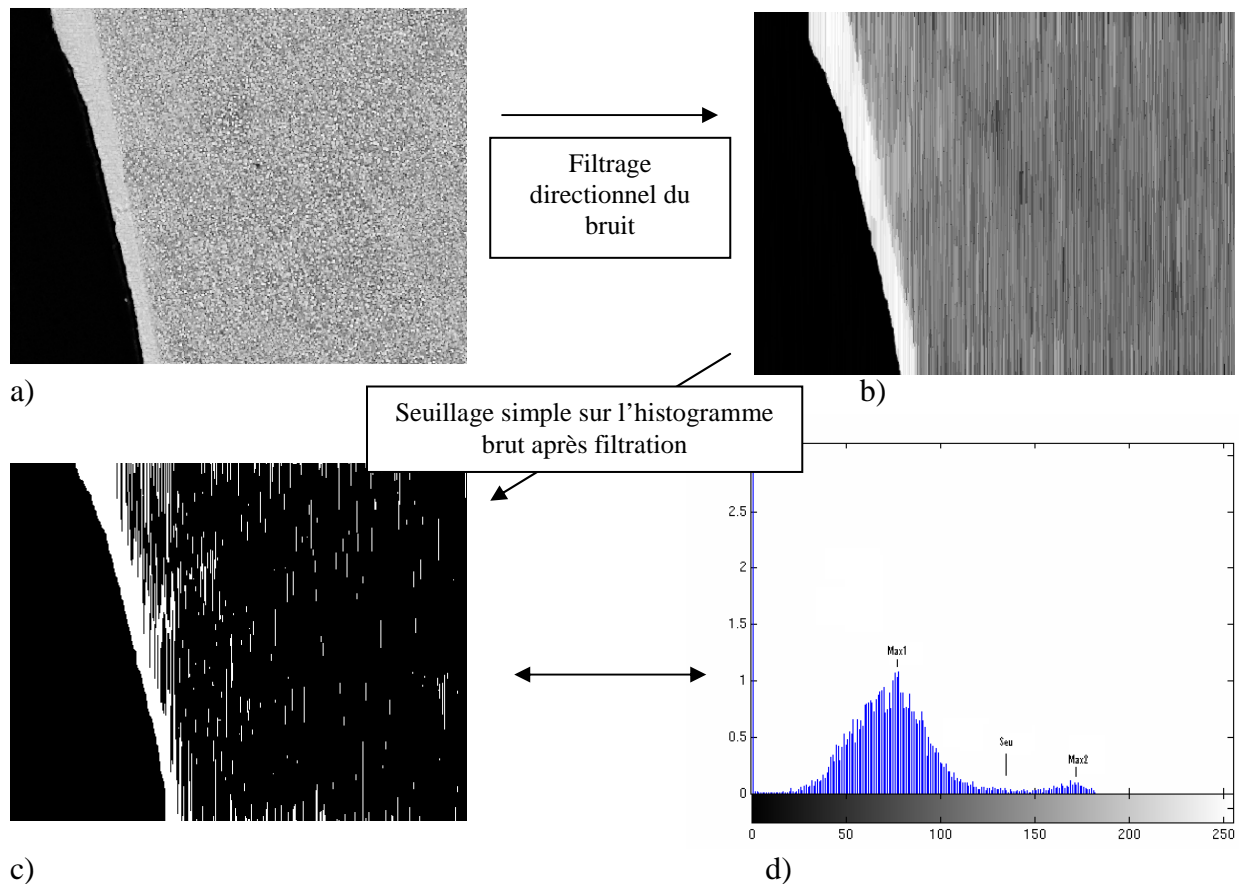 Filtrage
directionnel du
bruit
a)
b)
Seuillage simple sur l'histogramme
brut après filtration
2.5
2
1.5
1
0.5
0
Max1
Seu
Max2
0
50
100
150
200
250
c)
d)